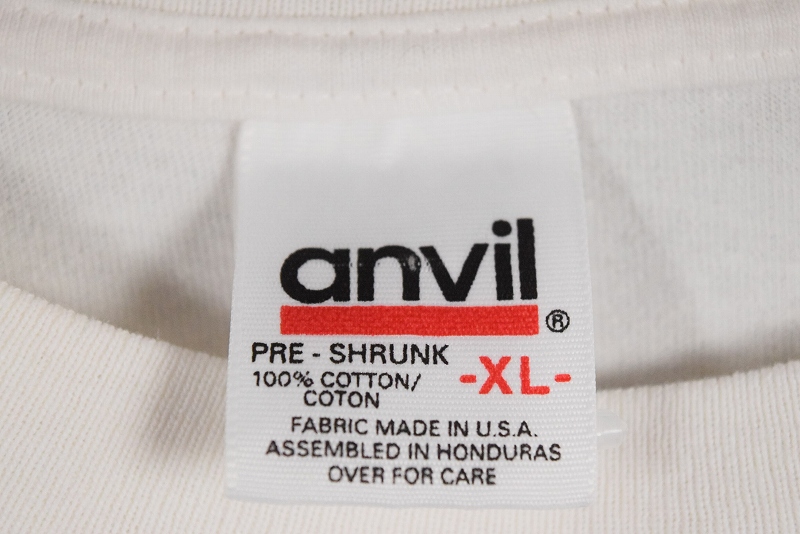 anvil
®
PRE - SHRUNK
100% COTTON/
COTON
-XL-
FABRIC MADE IN U.S.A.
ASSEMBLED IN HONDURAS
OVER FOR CARE